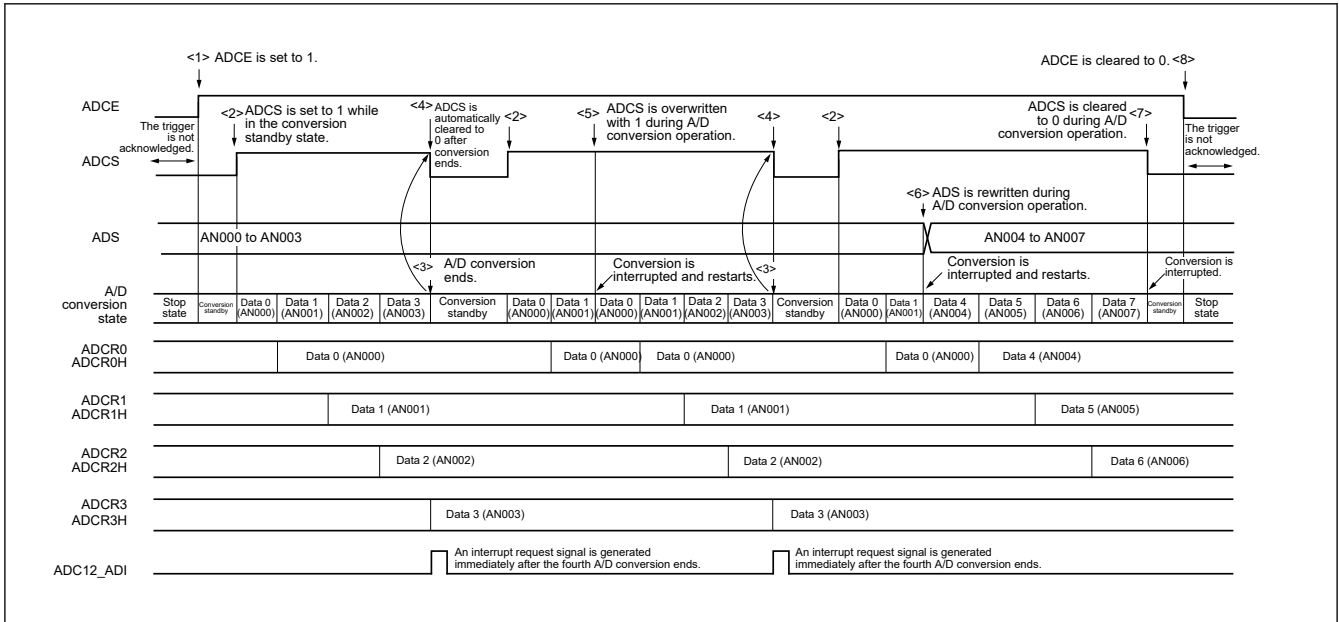 <1> ADCE is set to 1.
ADCE is cleared to 0. <8>
ADCE
The trigger
is not
acknowledged.
<2> ADCS is set to 1 while
in the conversion
standby state.
<4> ADCS is
automatically
cleared to
0 after
conversion
ends.
<2>
<5> ADCS is overwritten
with 1 during A/D
conversion operation.
<4>
<2>
ADCS is cleared <7>
to 0 during A/D
conversion operation.
The trigger
is not
acknowledged.
ADCS
<6> ADS is rewritten during
A/D conversion operation.
ADS
AN000 to AN003
AN004 to AN007
<3> A/D conversion
ends.
Conversion is
interrupted and restarts.
<3>
Conversion is
interrupted and restarts.
Conversion is
interrupted.
A/D
conversion
state
Stop
state
Conversion
standby
Data 0
(AN000)
Data 1
(AN001)
Data 2
(AN002)
Data 3
(AN003)
Conversion
standby
Data 0
(AN000)
Data 1
(AN001)
Data 0
(AN000)
Data 1
(AN001)
Data 2
(AN002)
Data 3
(AN003)
Conversion
standby
Data 0
(AN000)
Data 1
(AN001)
Data 4
(AN004)
Data 5
(AN005)
Data 6
(AN006)
Data 7
(AN007)
Conversion
standby
Stop
state
ADCR0
ADCR0H
Data 0 (AN000)
Data 0 (AN000)
Data 0 (AN000)
Data 0 (AN000)
Data 4 (AN004)
ADCR1
ADCR1H
Data 1 (AN001)
Data 1 (AN001)
Data 5 (AN005)
ADCR2
ADCR2H
Data 2 (AN002)
Data 2 (AN002)
Data 6 (AN006)
ADCR3
ADCR3H
Data 3 (AN003)
Data 3 (AN003)
ADC12_ADI
An interrupt request signal is generated
immediately after the fourth A/D conversion ends.
An interrupt request signal is generated
immediately after the fourth A/D conversion ends.